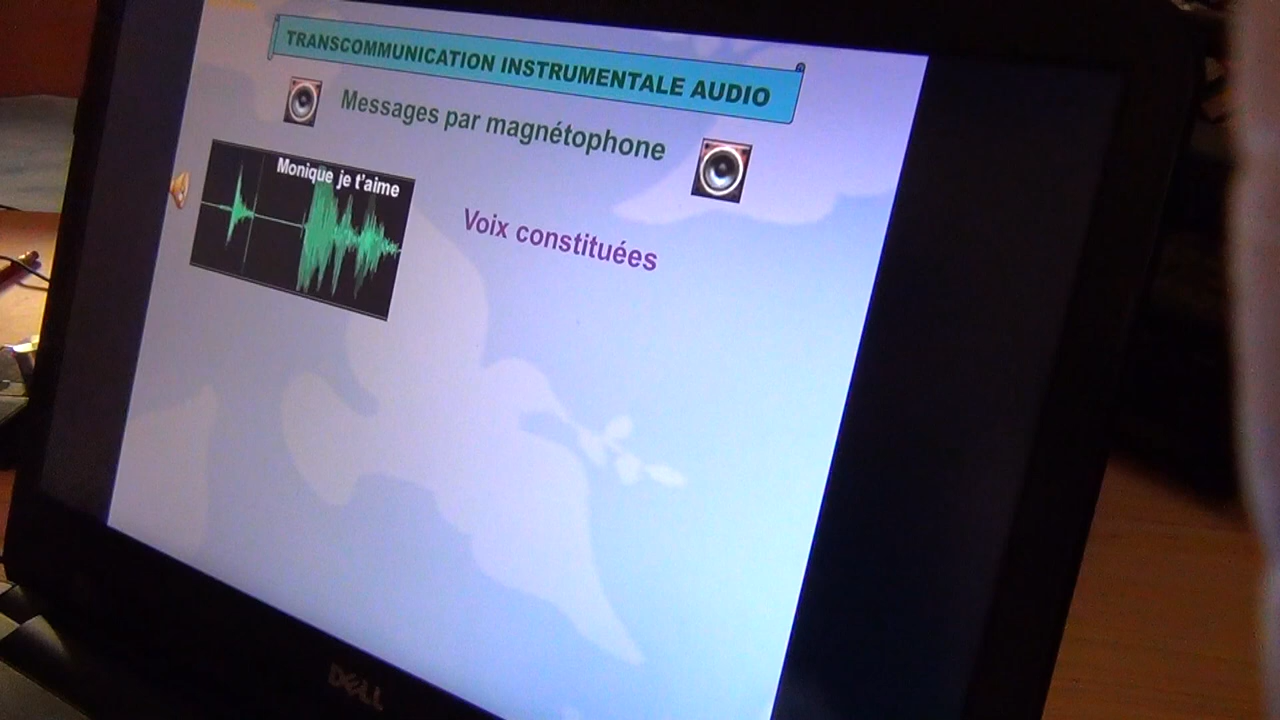 TRANSCOMMUNICATION INSTRUMENTALE AUDIO
Messages par magnétophone
Monique je t'aime
Voix constituées
DELL